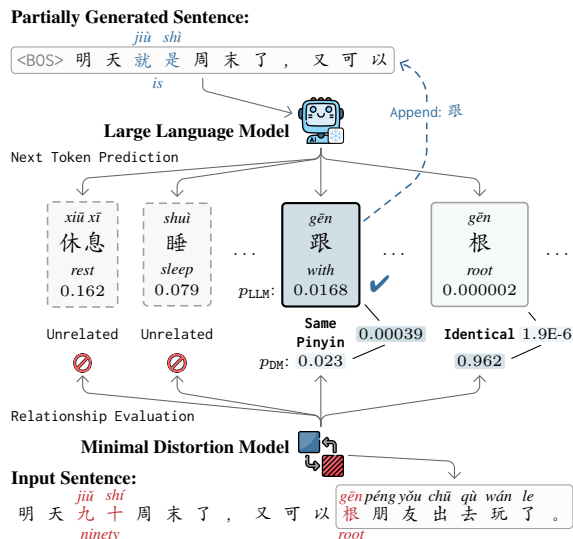 Partially Generated Sentence:
jiù shì
<BOS> 明 天 就 是 周 末 了 , 又 可 以
is
Append: 跟
Large Language Model
AI
Next Token Prediction
xiū xī shuì gēn gēn
休息 睡 ... 跟 ... 根 ...
rest sleep with root
0.162 0.079 pLLM: 0.0168 ✔ 0.000002
Unrelated Unrelated Same Pinyin 0.00039 Identical 1.9E-6
pDM: 0.023 0.962
Relationship Evaluation
Minimal Distortion Model
Input Sentence:
jiǔ shí gēn péng yǒu chū qù wán le
明 天 九 十 周 末 了 , 又 可 以 根 朋 友 出 去 玩 了 。
ninety root